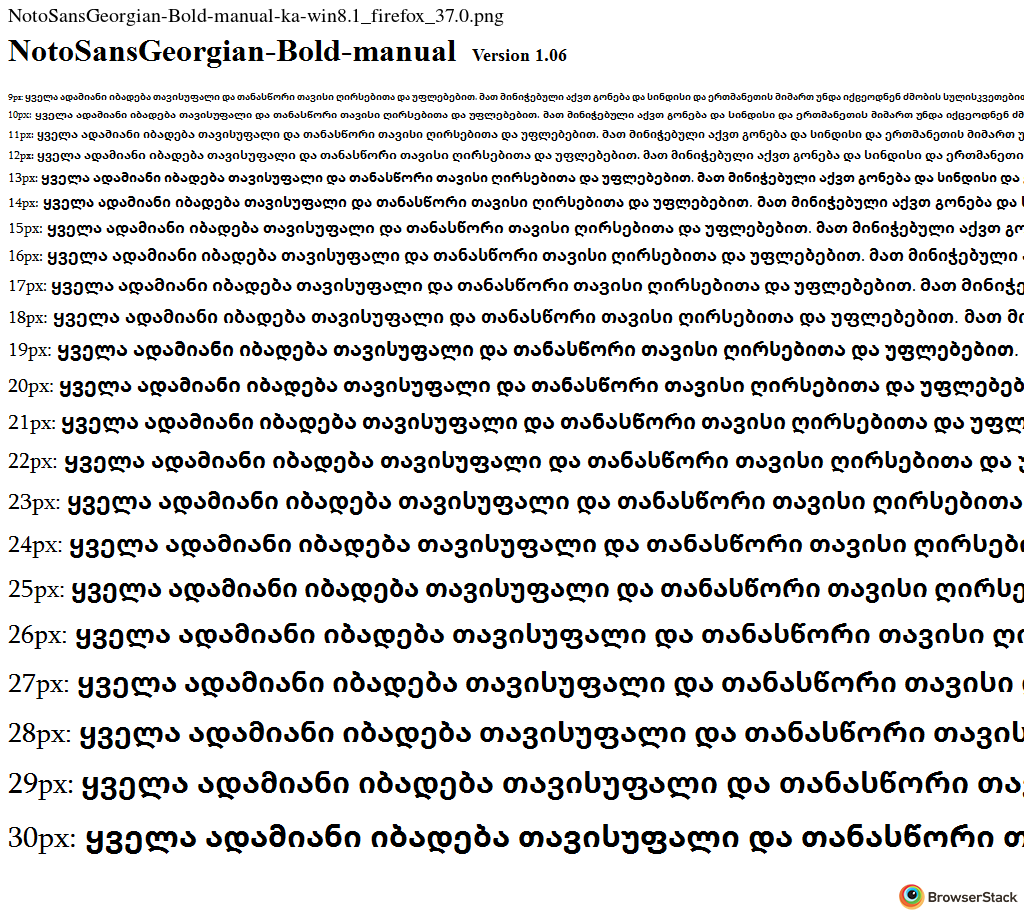 NotoSansGeorgian-Bold-manual-ka-win8.1_firefox_37.0.png
NotoSansGeorgian-Bold-manual Version 1.06
9px: ყველა ადამიანი იბადება თავისუფალი და თანასწორი თავისი ღირსებითა და უფლებებით. მათ მინიჭებული აქვთ გონება და სინდისი და ერთმანეთის მიმართ უნდა იქცეოდნენ ძმობის სულისკვეთებით
10px: ყველა ადამიანი იბადება თავისუფალი და თანასწორი თავისი ღირსებითა და უფლებებით. მათ მინიჭებული აქვთ გონება და სინდისი და ერთმანეთის მიმართ უნდა იქცეოდნენ
11px: ყველა ადამიანი იბადება თავისუფალი და თანასწორი თავისი ღირსებითა და უფლებებით. მათ მინიჭებული აქვთ გონება და სინდისი და ერთმანეთის მიმართ
12px: ყველა ადამიანი იბადება თავისუფალი და თანასწორი თავისი ღირსებითა და უფლებებით. მათ მინიჭებული აქვთ გონება და სინდისი და ერთმანეთი
13px: ყველა ადამიანი იბადება თავისუფალი და თანასწორი თავისი ღირსებითა და უფლებებით. მათ მინიჭებული აქვთ გონება და სინდისი და
14px: ყველა ადამიანი იბადება თავისუფალი და თანასწორი თავისი ღირსებითა და უფლებებით. მათ მინიჭებული აქვთ გონება და
15px: ყველა ადამიანი იბადება თავისუფალი და თანასწორი თავისი ღირსებითა და უფლებებით. მათ მინიჭებული აქვთ გო
16px: ყველა ადამიანი იბადება თავისუფალი და თანასწორი თავისი ღირსებითა და უფლებებით. მათ მინიჭებული
17px: ყველა ადამიანი იბადება თავისუფალი და თანასწორი თავისი ღირსებითა და უფლებებით. მათ მინიჭე
18px: ყველა ადამიანი იბადება თავისუფალი და თანასწორი თავისი ღირსებითა და უფლებებით. მათ მი
19px: ყველა ადამიანი იბადება თავისუფალი და თანასწორი თავისი ღირსებითა და უფლებებით.
20px: ყველა ადამიანი იბადება თავისუფალი და თანასწორი თავისი ღირსებითა და უფლებებ
21px: ყველა ადამიანი იბადება თავისუფალი და თანასწორი თავისი ღირსებითა და უფლ
22px: ყველა ადამიანი იბადება თავისუფალი და თანასწორი თავისი ღირსებითა და
23px: ყველა ადამიანი იბადება თავისუფალი და თანასწორი თავისი ღირსებითა
24px: ყველა ადამიანი იბადება თავისუფალი და თანასწორი თავისი ღირსები
25px: ყველა ადამიანი იბადება თავისუფალი და თანასწორი თავისი ღირსე
26px: ყველა ადამიანი იბადება თავისუფალი და თანასწორი თავისი ღი
27px: ყველა ადამიანი იბადება თავისუფალი და თანასწორი თავისი
28px: ყველა ადამიანი იბადება თავისუფალი და თანასწორი თავის
29px: ყველა ადამიანი იბადება თავისუფალი და თანასწორი თა
30px: ყველა ადამიანი იბადება თავისუფალი და თანასწორი თ
BrowserStack